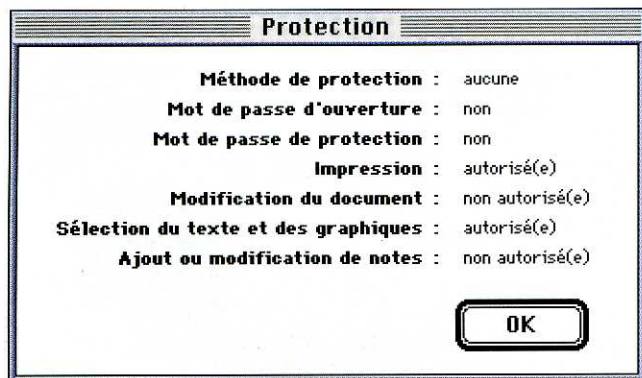 Protection
Méthode de protection : aucune
Mot de passe d'ouverture : non
Mot de passe de protection : non
Impression : autorisé(e)
Modification du document : non autorisé(e)
Sélection du texte et des graphiques : autorisé(e)
Ajout ou modification de notes : non autorisé(e)
OK